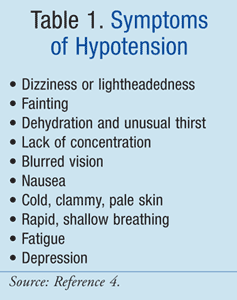 Table 1. Symptoms
of Hypotension
• Dizziness or lightheadedness
• Fainting
• Dehydration and unusual thirst
• Lack of concentration
• Blurred vision
• Nausea
• Cold, clammy, pale skin
• Rapid, shallow breathing
• Fatigue
• Depression
Source: Reference 4.